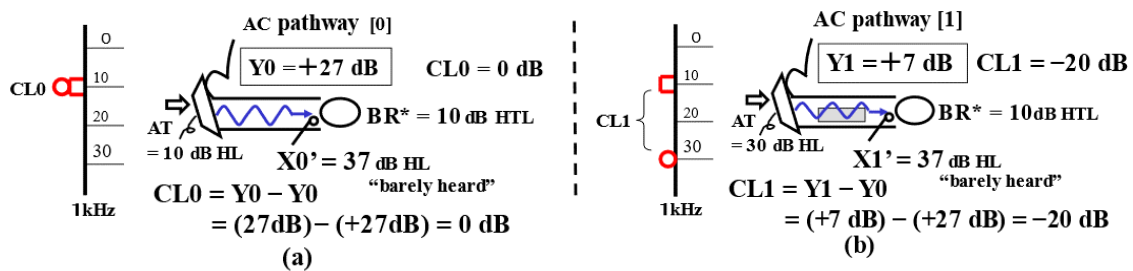 AC pathway [0]
0
10
20
30
CL0
Y0 = +27 dB
CL0 = 0 dB
AT
= 10 dB HL
BR* = 10 dB HTL
X0’ = 37 dB HL
“barely heard”
CL0 = Y0 − Y0
1kHz
= (27dB) − (+27dB) = 0 dB
(a)
AC pathway [1]
0
10
20
30
CL1
Y1 = +7 dB
CL1 = −20 dB
AT
= 30 dB HL
BR* = 10dB HTL
X1’ = 37 dB HL
“barely heard”
CL1 = Y1 − Y0
1kHz
= (+7 dB) − (+27 dB) = −20 dB
(b)